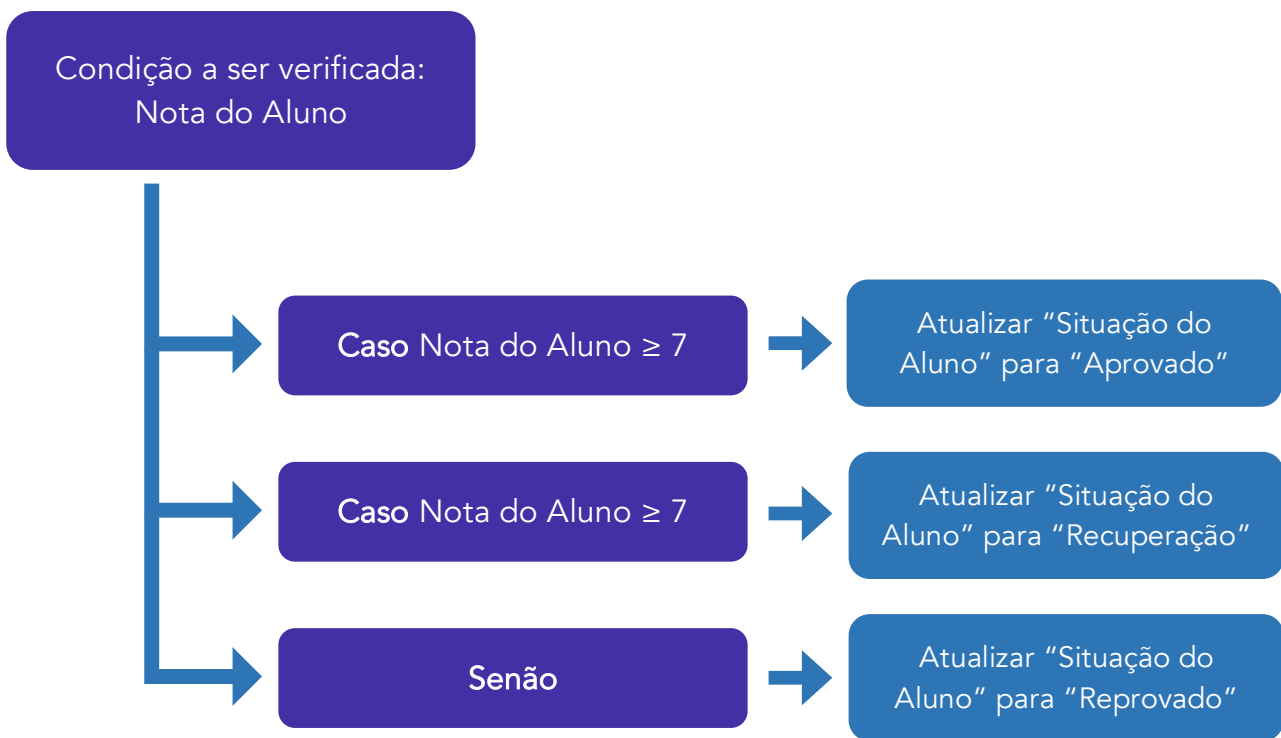 Condição a ser verificada:
Nota do Aluno
Caso Nota do Aluno ≥ 7
Atualizar “Situação do
Aluno” para “Aprovado”
Caso Nota do Aluno ≥ 7
Atualizar “Situação do
Aluno” para “Recuperação”
Senão
Atualizar “Situação do
Aluno” para “Reprovado”